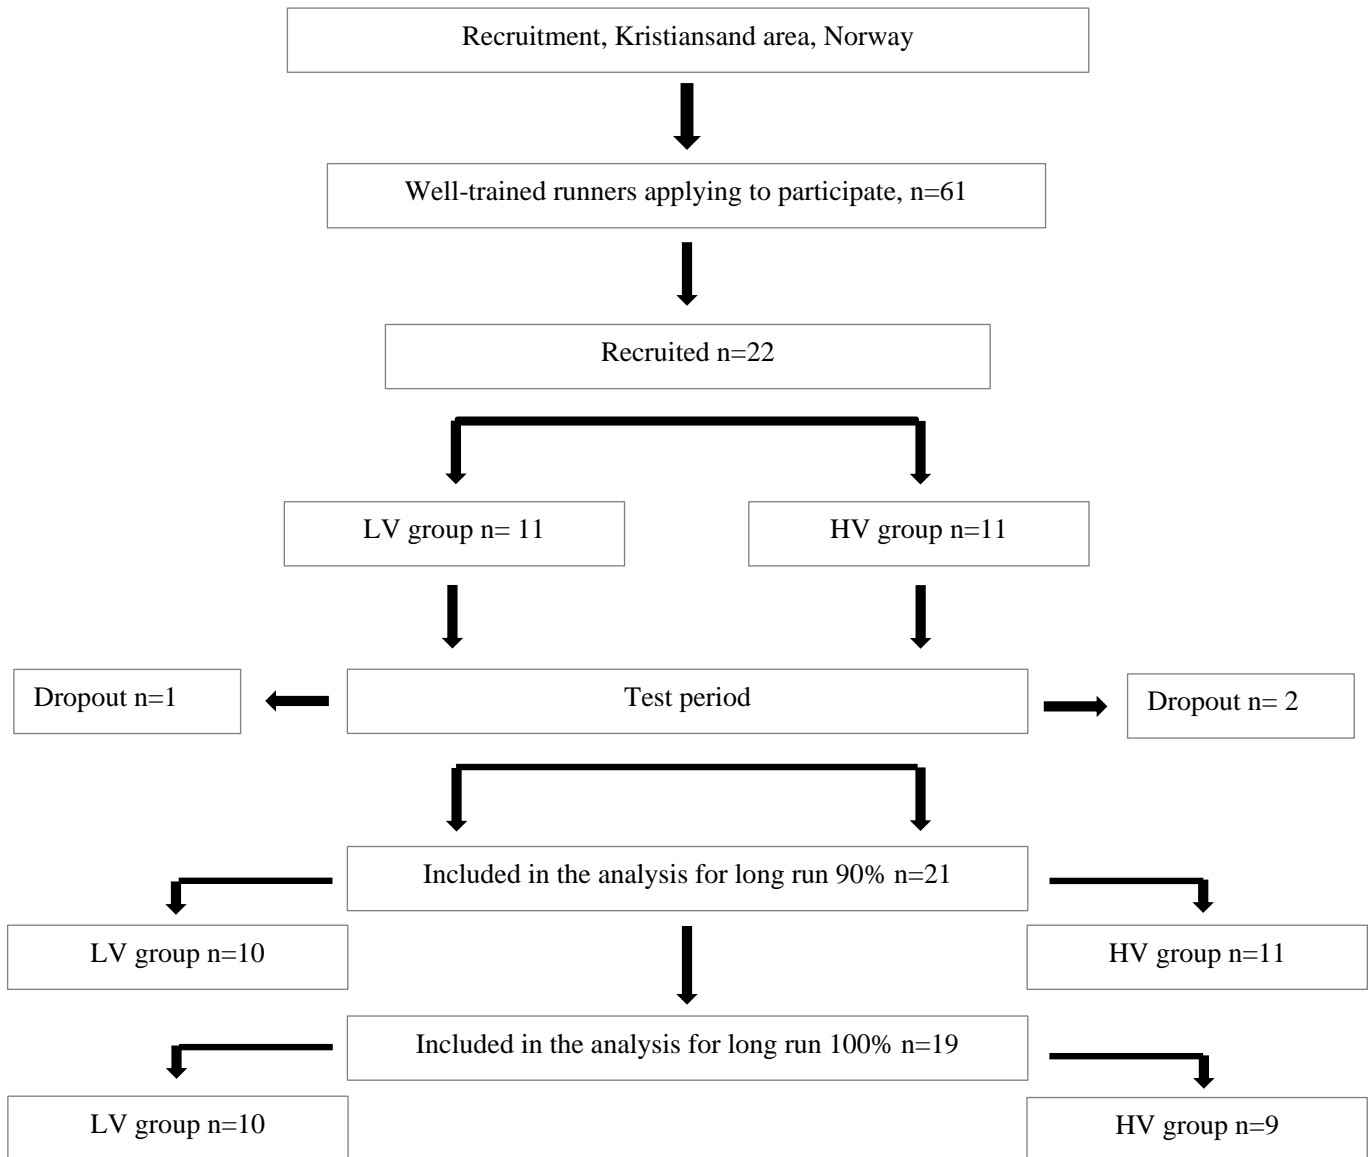 Recruitment, Kristiansand area, Norway
Well-trained runners applying to participate, n=61
Recruited n=22
LV group n= 11
HV group n=11
Dropout n=1
Test period
Dropout n= 2
Included in the analysis for long run 90% n=21
LV group n=10
HV group n=11
Included in the analysis for long run 100% n=19
LV group n=10
HV group n=9